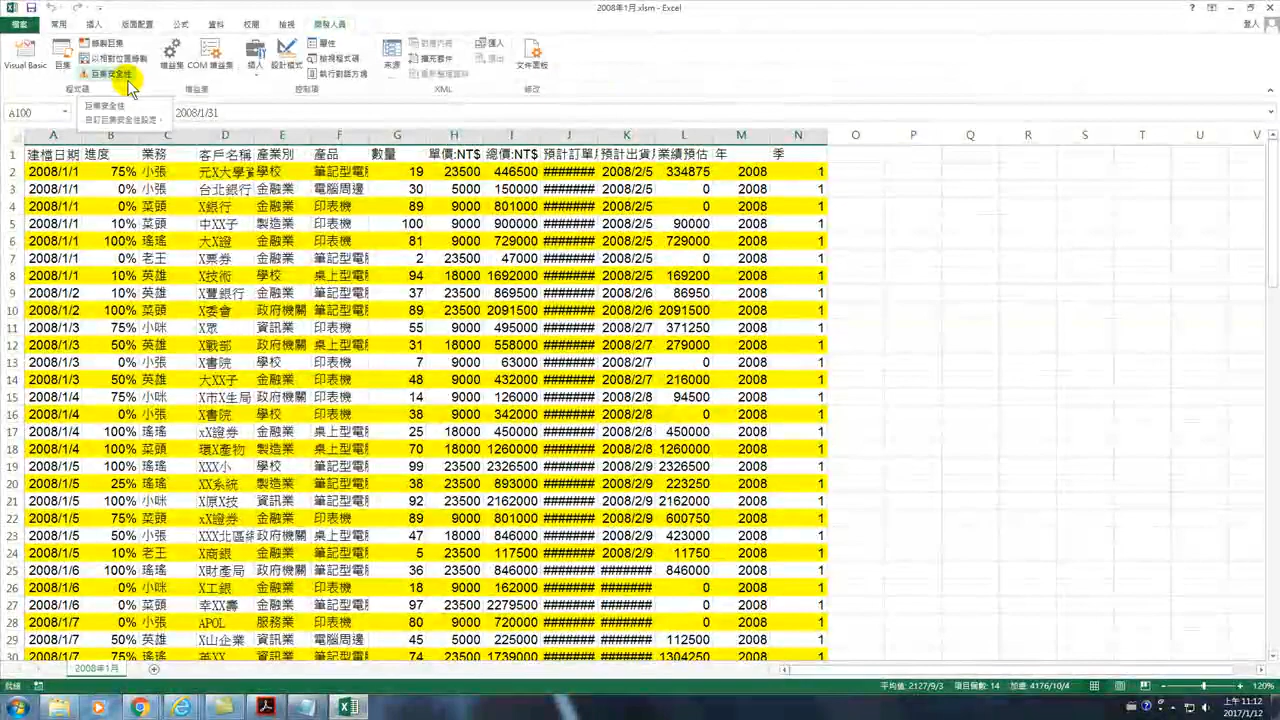 2008年1月.xlsm - Excel
檔案 常用 插入 版面配置 公式 資料 校閱 檢視 開發人員 登入
Visual Basic 巨集 錄製巨集 以相對位置錄製 巨集安全性 增益集 COM 增益集 插入 設計模式 屬性 檢視程式碼 執行對話方塊 來源 對應內容 擴充套件 重新整理資料 匯入 匯出 文件面板
程式碼 增益集 控制項 XML 修改
A100 2008/1/31
巨集安全性
自訂巨集安全性設定。
A B C D E F G H I J K L M N O P Q R S T U V
1 建檔日期 進度 業務 客戶名稱 產業別 產品 數量 單價:NT$ 總價:NT$ 預計訂單 預計出貨 業績預估 年 季
2 2008/1/1 75% 小張 元X大學 學校 筆記型電 19 23500 446500 ####### 2008/2/5 334875 2008 1
3 2008/1/1 0% 小張 台北銀行 金融業 電腦周邊 30 5000 150000 ####### 2008/2/5 0 2008 1
4 2008/1/1 0% 菜頭 X銀行 金融業 印表機 89 9000 801000 ####### 2008/2/5 0 2008 1
5 2008/1/1 10% 菜頭 中XX子 製造業 印表機 100 9000 900000 ####### 2008/2/5 90000 2008 1
6 2008/1/1 100% 瑤瑤 大X證 金融業 印表機 81 9000 729000 ####### 2008/2/5 729000 2008 1
7 2008/1/1 0% 老王 X票券 金融業 筆記型電 2 23500 47000 ####### 2008/2/5 0 2008 1
8 2008/1/1 10% 英雄 X技術 學校 桌上型電 94 18000 1692000 ####### 2008/2/5 169200 2008 1
9 2008/1/2 10% 英雄 X豐銀行 金融業 筆記型電 37 23500 869500 ####### 2008/2/6 86950 2008 1
10 2008/1/2 100% 菜頭 X委會 政府機關 筆記型電 89 23500 2091500 ####### 2008/2/6 2091500 2008 1
11 2008/1/3 75% 小咪 X眾 資訊業 印表機 55 9000 495000 ####### 2008/2/7 371250 2008 1
12 2008/1/3 50% 英雄 X戰部 政府機關 桌上型電 31 18000 558000 ####### 2008/2/7 279000 2008 1
13 2008/1/3 0% 小張 X書院 學校 印表機 7 9000 63000 ####### 2008/2/7 0 2008 1
14 2008/1/3 50% 英雄 大XX子 金融業 印表機 48 9000 432000 ####### 2008/2/7 216000 2008 1
15 2008/1/4 75% 小咪 X市X生局 政府機關 印表機 14 9000 126000 ####### 2008/2/8 94500 2008 1
16 2008/1/4 0% 小張 X書院 學校 印表機 38 9000 342000 ####### 2008/2/8 0 2008 1
17 2008/1/4 100% 瑤瑤 xX證券 金融業 桌上型電 25 18000 450000 ####### 2008/2/8 450000 2008 1
18 2008/1/4 100% 菜頭 環X產物 製造業 桌上型電 70 18000 1260000 ####### 2008/2/8 1260000 2008 1
19 2008/1/5 100% 瑤瑤 XXX小 學校 筆記型電 99 23500 2326500 ####### 2008/2/9 2326500 2008 1
20 2008/1/5 25% 瑤瑤 XX系統 製造業 筆記型電 38 23500 893000 ####### 2008/2/9 223250 2008 1
21 2008/1/5 100% 小咪 X原X技 資訊業 筆記型電 92 23500 2162000 ####### 2008/2/9 2162000 2008 1
22 2008/1/5 75% 菜頭 xX證券 金融業 印表機 89 9000 801000 ####### 2008/2/9 600750 2008 1
23 2008/1/5 50% 小張 XXX北區 政府機關 桌上型電 47 18000 846000 ####### 2008/2/9 423000 2008 1
24 2008/1/5 10% 老王 X商銀 金融業 筆記型電 5 23500 117500 ####### 2008/2/9 11750 2008 1
25 2008/1/6 100% 瑤瑤 X財產局 政府機關 筆記型電 36 23500 846000 ####### ####### 846000 2008 1
26 2008/1/6 0% 小咪 X工銀 金融業 印表機 18 9000 162000 ####### ####### 0 2008 1
27 2008/1/6 0% 菜頭 幸XX壽 金融業 筆記型電 97 23500 2279500 ####### ####### 0 2008 1
28 2008/1/7 0% 小張 APOL 服務業 印表機 80 9000 720000 ####### ####### 0 2008 1
29 2008/1/7 50% 英雄 X山企業 資訊業 電腦周邊 45 5000 225000 ####### ####### 112500 2008 1
30 2008/1/7 75% 瑤瑤 英XX 資訊業 筆記型電 74 23500 1739000 ####### ####### 1304250 2008 1
2008年1月
就緒 平均值: 2127/9/3 項目個數: 14 加總: 4176/10/4 120%
上午 11:12
2017/1/12